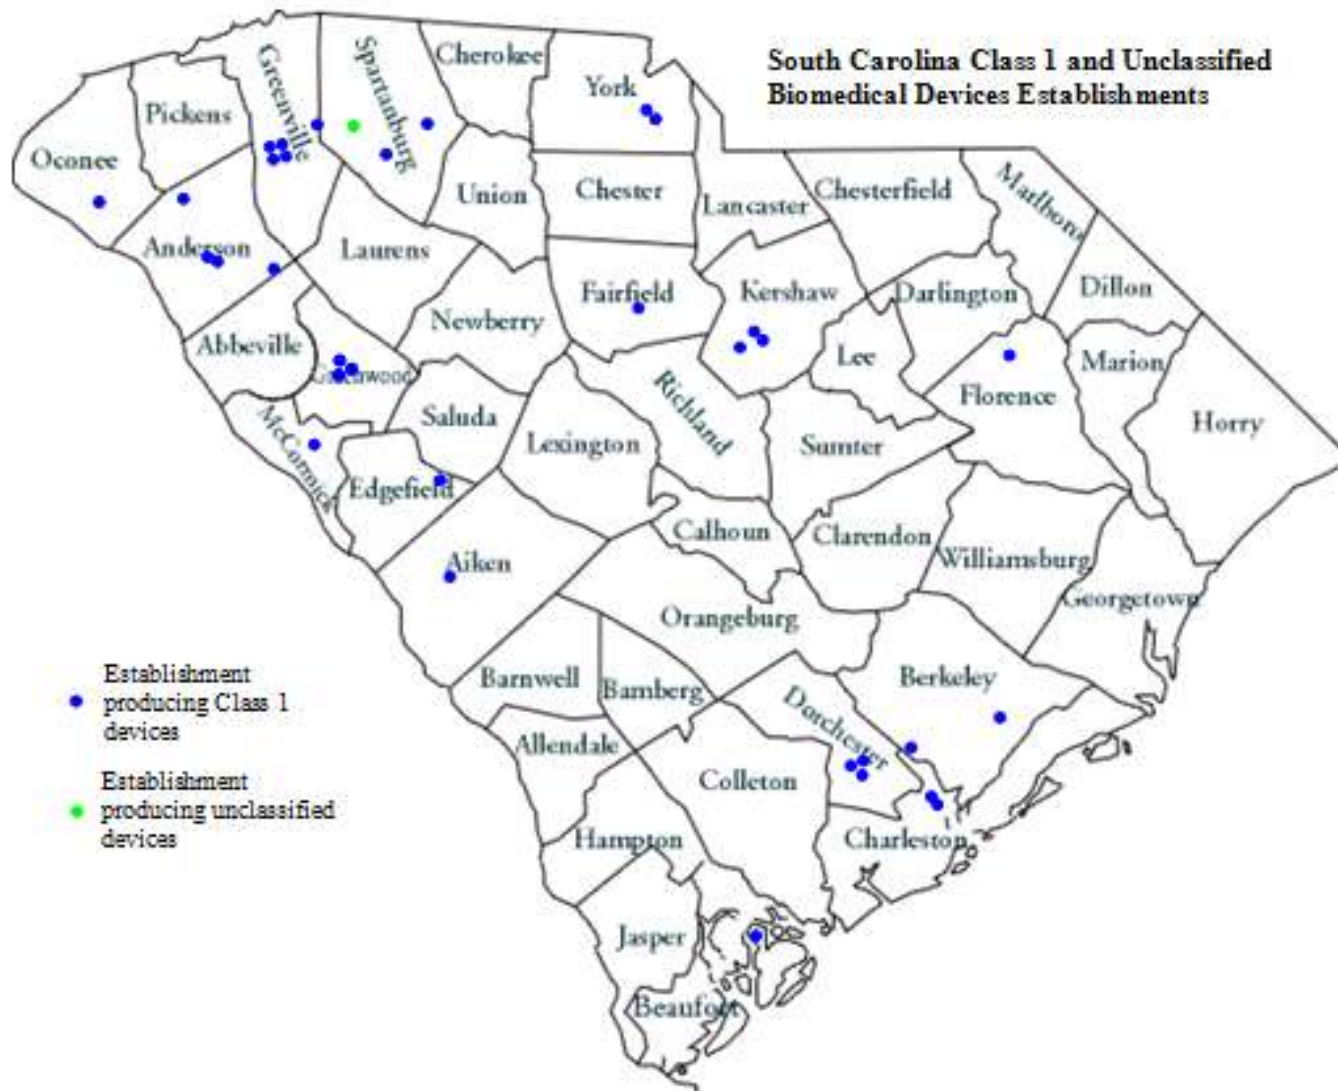 South Carolina Class 1 and Unclassified
Biomedical Devices Establishments
Cherokee
York
Greenville
Spartanburg
Pickens
Oconee
Union
Chester
Lancaster
Chesterfield
Marlboro
Anderson
Laurens
Fairfield
Kershaw
Darlington
Dillon
Abbeville
Newberry
Lee
Marion
Greenwood
Florence
Richland
Horry
McCormick
Saluda
Lexington
Sumter
Edgefield
Calhoun
Clarendon
Williamsburg
Aiken
Georgetown
Orangeburg
Barnwell
Bamberg
Berkeley
Dorchester
Allendale
Colleton
Hampton
Charleston
Jasper
Beaufort
Establishment
producing Class 1
devices
Establishment
producing unclassified
devices